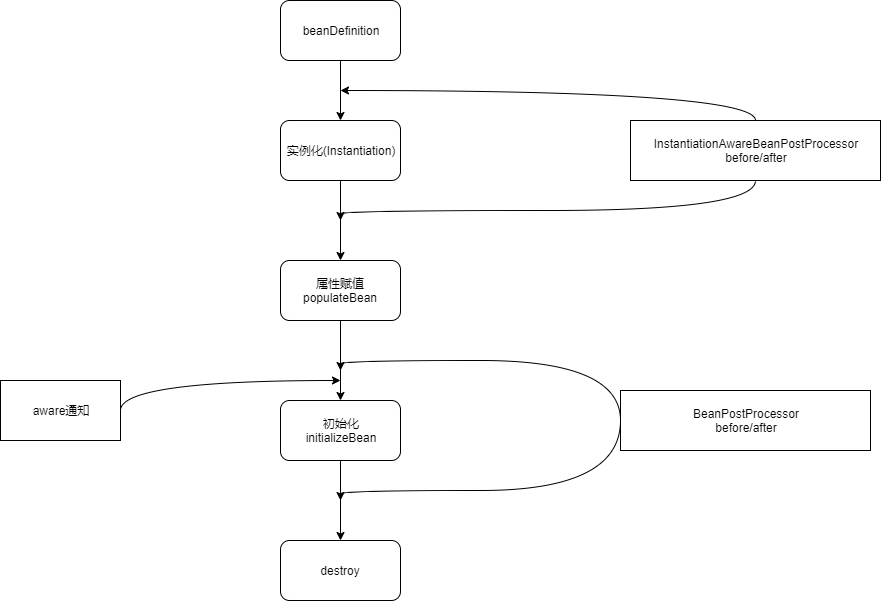 beanDefinition
实例化(Instantiation)
InstantiationAwareBeanPostProcessor
before/after
属性赋值
populateBean
aware通知
初始化
initializeBean
BeanPostProcessor
before/after
destroy